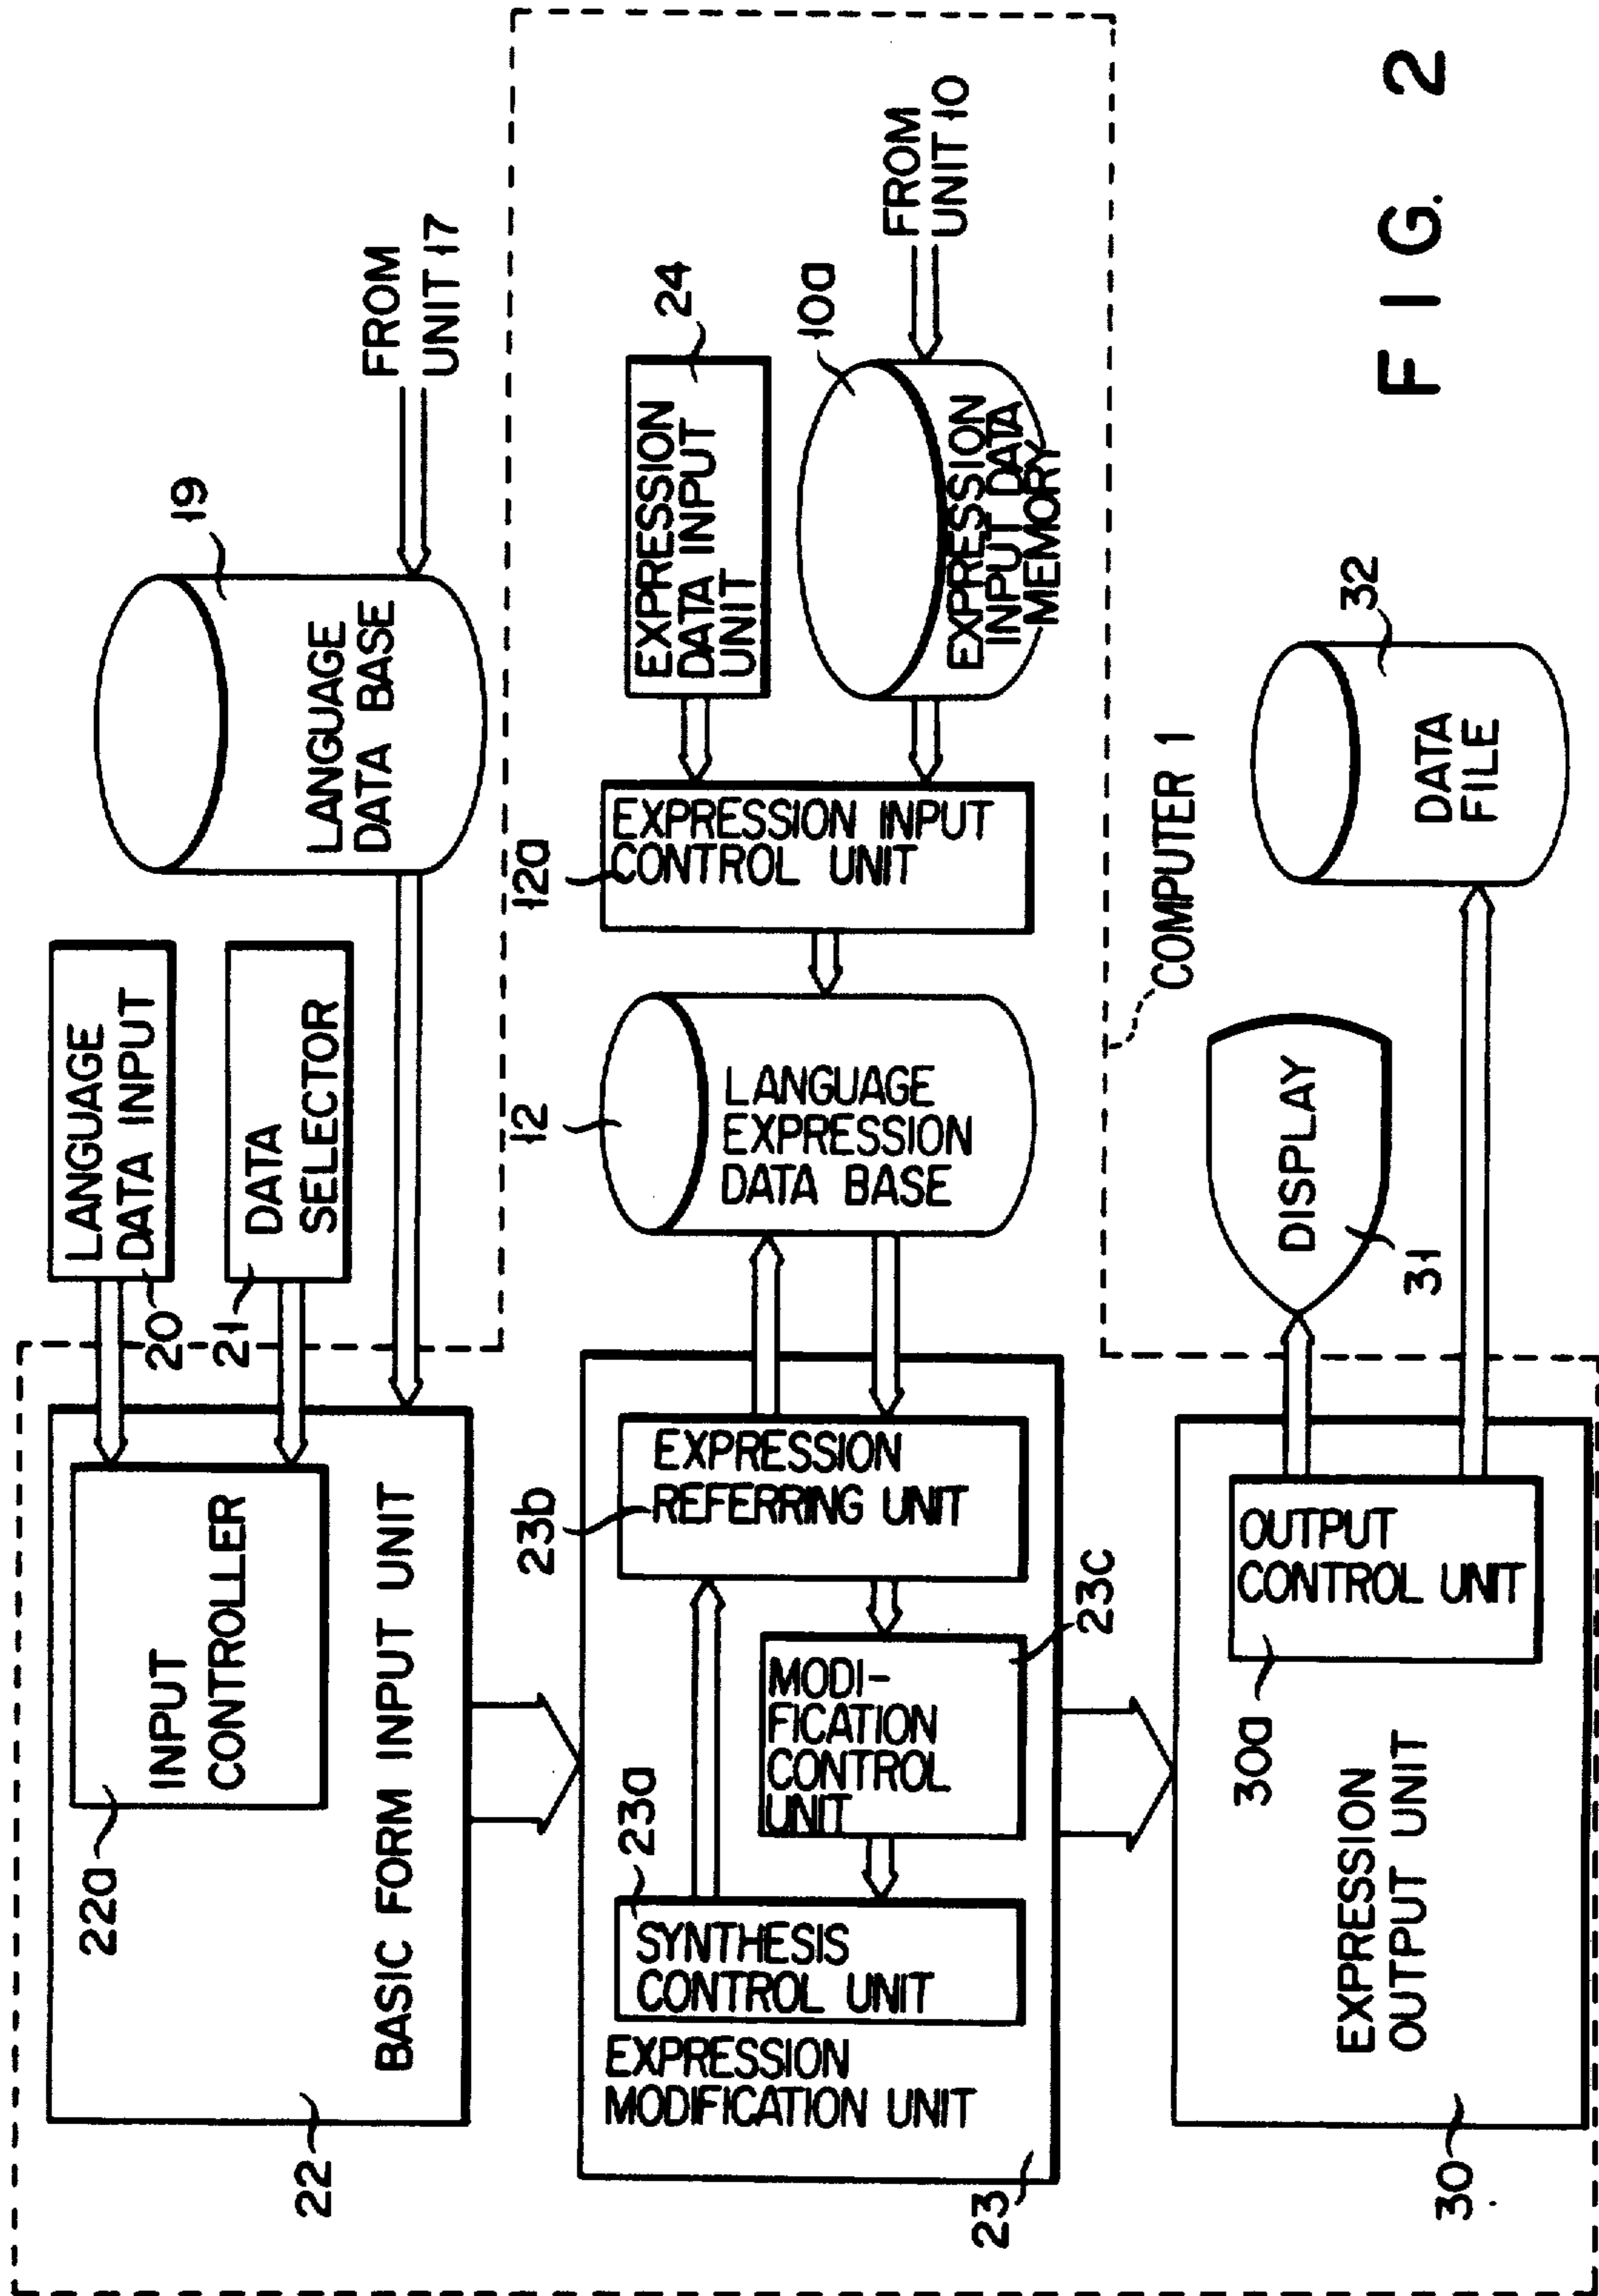 20
LANGUAGE
DATA INPUT
21
DATA
SELECTOR
19
LANGUAGE
DATA BASE
FROM
UNIT 17
22a
INPUT
CONTROLLER
BASIC FORM INPUT UNIT
22
23
EXPRESSION
MODIFICATION UNIT
23a
SYNTHESIS
CONTROL UNIT
23b
EXPRESSION
REFERRING UNIT
23c
MODI-
FICATION
CONTROL
UNIT
12
LANGUAGE
EXPRESSION
DATA BASE
12a
EXPRESSION INPUT
CONTROL UNIT
24
EXPRESSION
DATA INPUT
UNIT
10a
EXPRESSION
INPUT DATA
MEMORY
FROM
UNIT 10
COMPUTER 1
30
EXPRESSION
OUTPUT UNIT
30a
OUTPUT
CONTROL UNIT
31
DISPLAY
32
DATA
FILE
FIG. 2